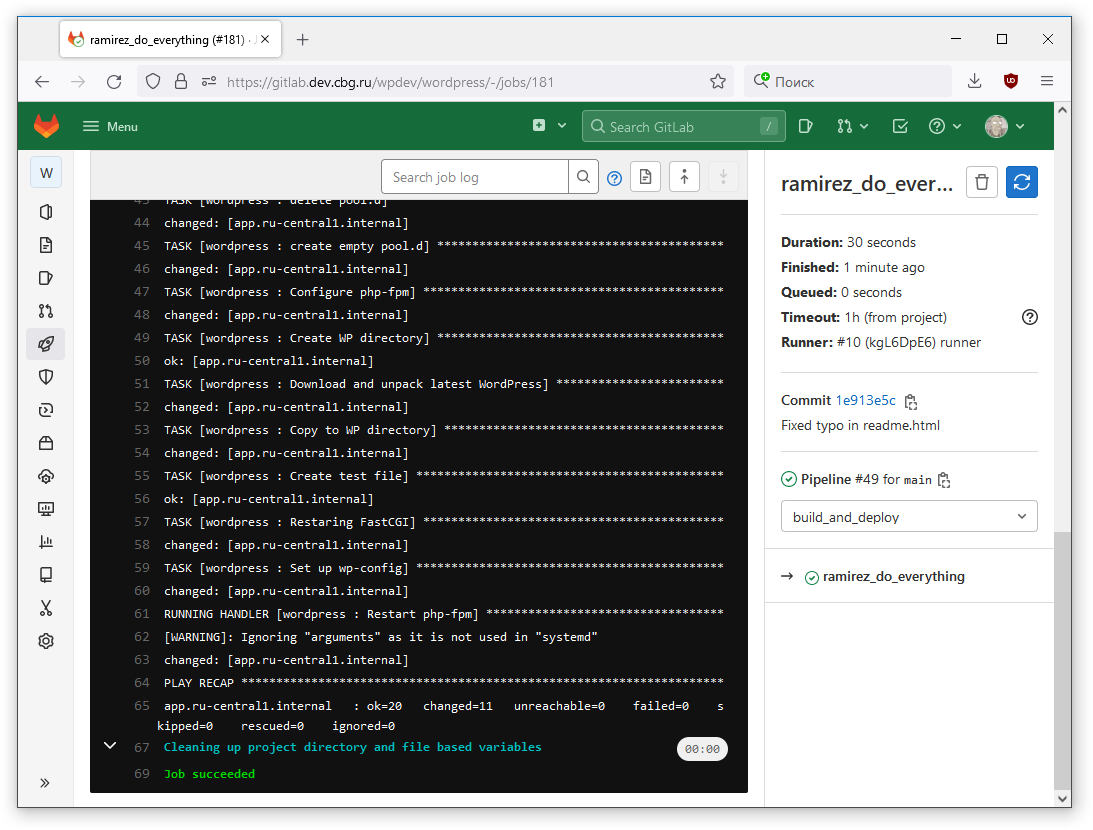 ramirez_do_everything (#181) · J
https://gitlab.dev.cbg.ru/wpdev/wordpress/-/jobs/181
Поиск
Menu
Search GitLab
/
W
Search job log
43 TASK [wordpress : delete pool.d]
44 changed: [app.ru-central1.internal]
45 TASK [wordpress : create empty pool.d] *****************************************
46 changed: [app.ru-central1.internal]
47 TASK [wordpress : Configure php-fpm] *******************************************
48 changed: [app.ru-central1.internal]
49 TASK [wordpress : Create WP directory] *****************************************
50 ok: [app.ru-central1.internal]
51 TASK [wordpress : Download and unpack latest WordPress] ************************
52 changed: [app.ru-central1.internal]
53 TASK [wordpress : Copy to WP directory] ****************************************
54 changed: [app.ru-central1.internal]
55 TASK [wordpress : Create test file] ********************************************
56 ok: [app.ru-central1.internal]
57 TASK [wordpress : Restaring FastCGI] *******************************************
58 changed: [app.ru-central1.internal]
59 TASK [wordpress : Set up wp-config] ********************************************
60 changed: [app.ru-central1.internal]
61 RUNNING HANDLER [wordpress : Restart php-fpm] **********************************
62 [WARNING]: Ignoring "arguments" as it is not used in "systemd"
63 changed: [app.ru-central1.internal]
64 PLAY RECAP *********************************************************************
65 app.ru-central1.internal : ok=20 changed=11 unreachable=0 failed=0 s
kipped=0 rescued=0 ignored=0
67 Cleaning up project directory and file based variables
00:00
69 Job succeeded
ramirez_do_ever...
Duration: 30 seconds
Finished: 1 minute ago
Queued: 0 seconds
Timeout: 1h (from project)
Runner: #10 (kgL6DpE6) runner
Commit 1e913e5c
Fixed typo in readme.html
Pipeline #49 for main
build_and_deploy
ramirez_do_everything